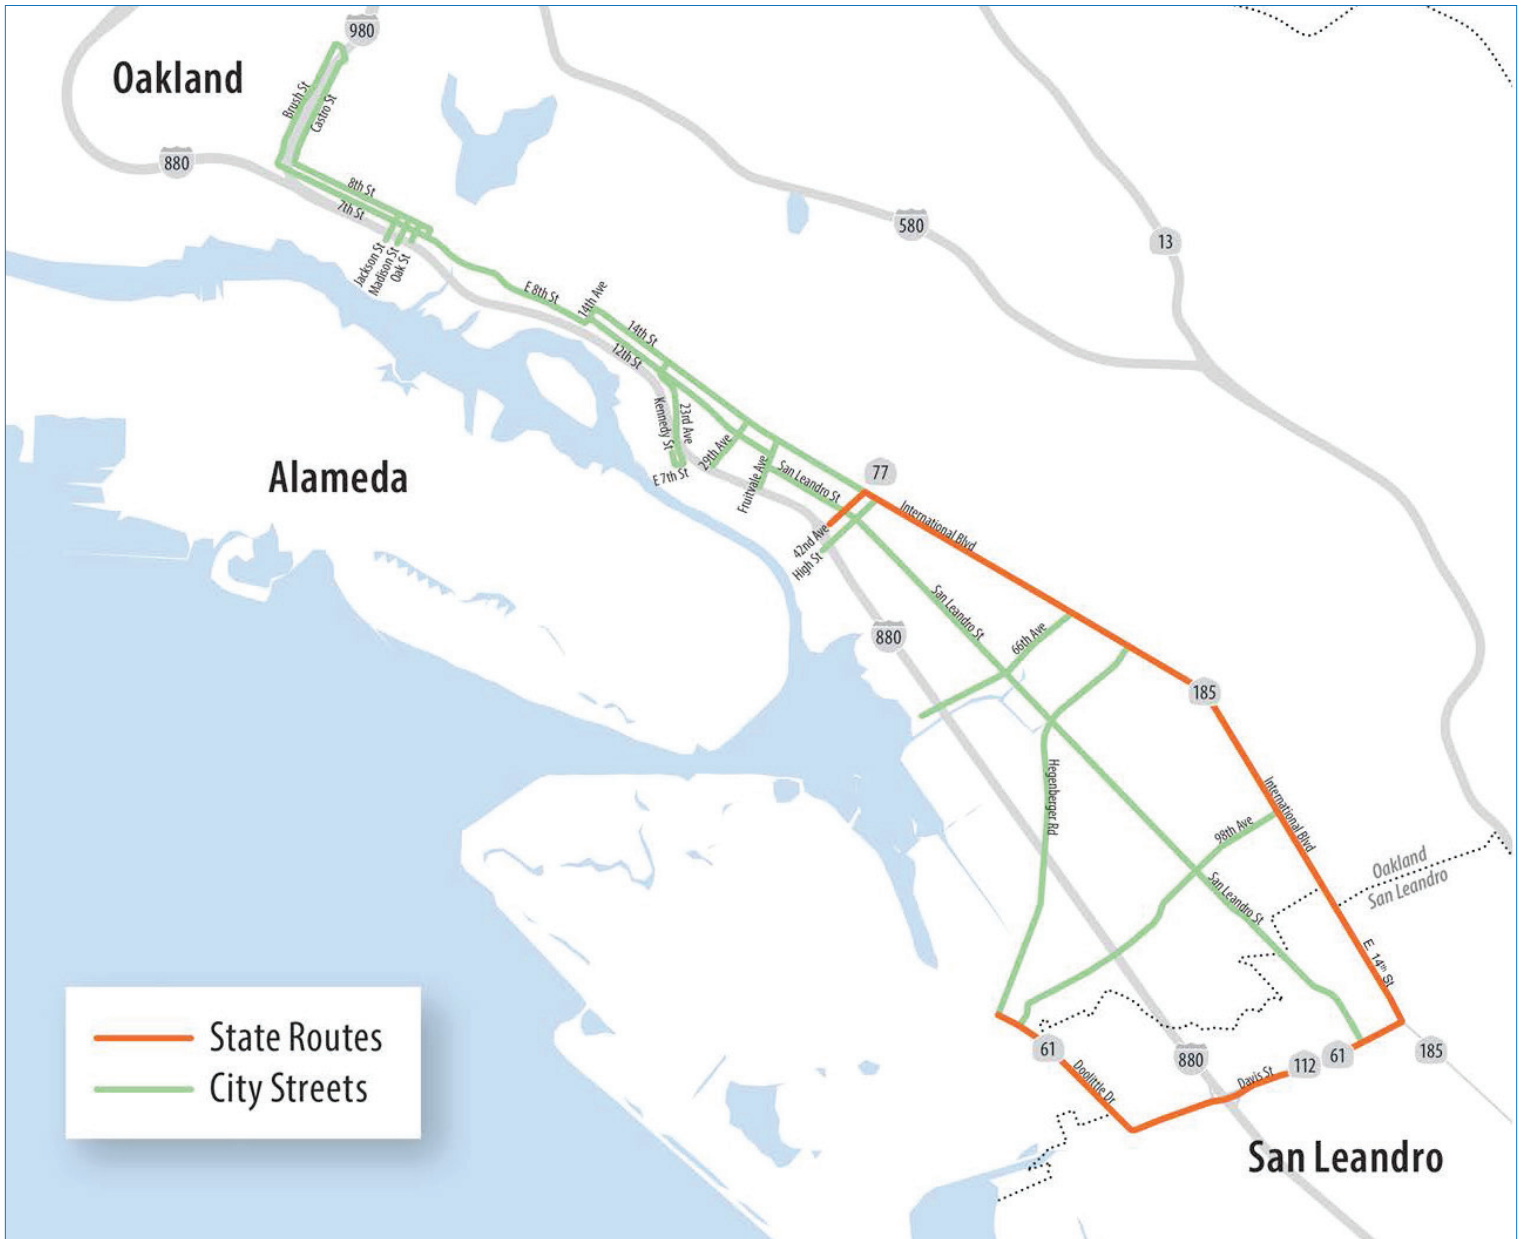 980
Oakland
Brush St
Castro St
880
8th St
7th St
Jackson St
Madison St
Oak St
580
13
E 8th St
14th Ave
14th St
12th St
Kennedy St
23rd Ave
29th Ave
E 7th St
Fruitvale Ave
San Leandro St
Alameda
77
International Blvd
42nd Ave
High St
San Leandro St
66th Ave
880
185
Hegenberger Rd
International Blvd
98th Ave
Oakland
San Leandro
San Leandro St
E. 14th St
State Routes
City Streets
61
Doolittle Dr
880
Davis St
112
61
185
San Leandro